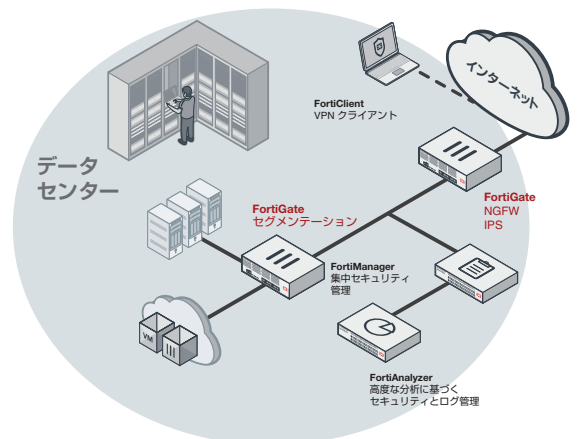 インターネット
FortiClient
VPN クライアント
データ
センター
FortiGate
NGFW
IPS
FortiGate
セグメンテーション
FortiManager
集中セキュリティ
管理
VM
FortiAnalyzer
高度な分析に基づく
セキュリティとログ管理